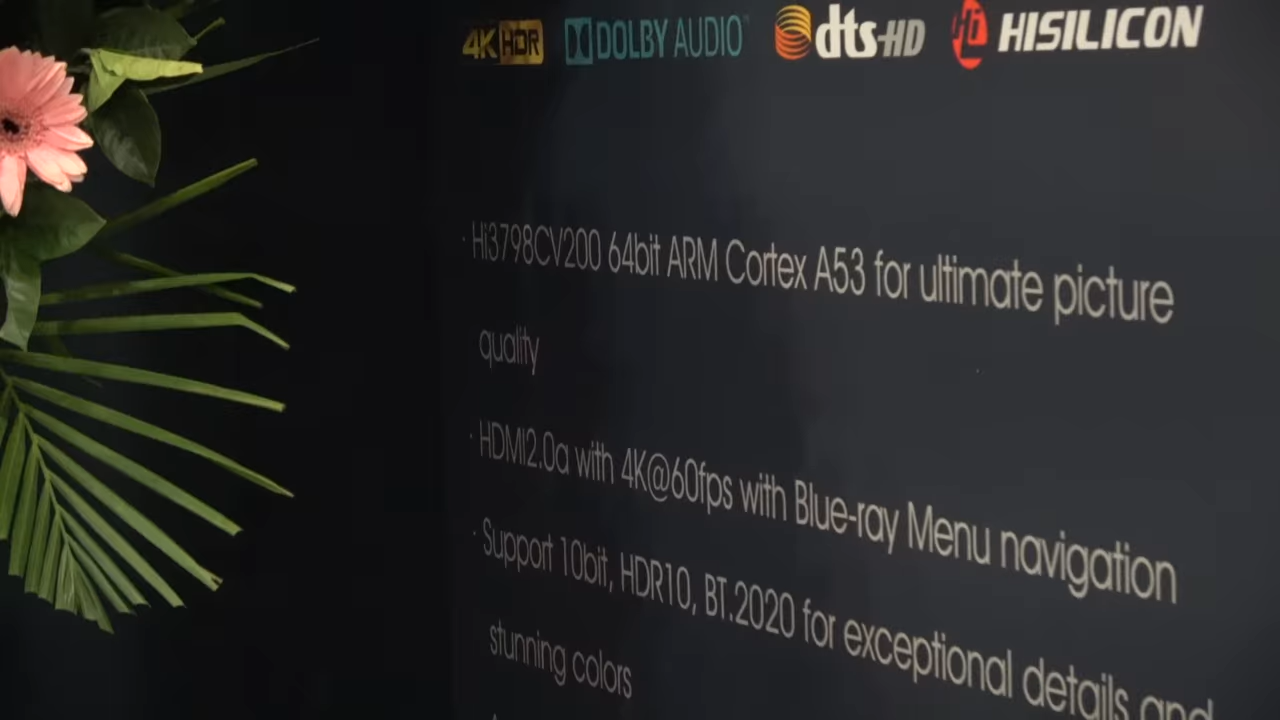 4K HDR DOLBY AUDIO dts-HD Hi HISILICON
· Hi3798CV200 64bit ARM Cortex A53 for ultimate picture
quality
· HDMI2.0a with 4K@60fps with Blue-ray Menu navigation
· Support 10bit, HDR10, BT.2020 for exceptional details and
stunning colors